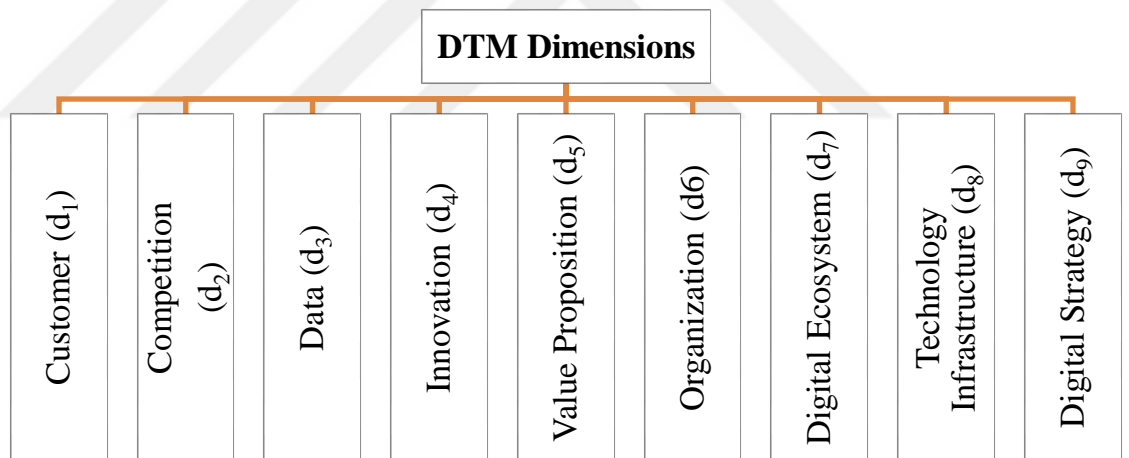 DTM Dimensions
Customer (d₁)
Competition
(d₂)
Data (d₃)
Innovation (d₄)
Value Proposition (d₅)
Organization (d6)
Digital Ecosystem (d₇)
Technology
Infrastructure (d₈)
Digital Strategy (d₉)